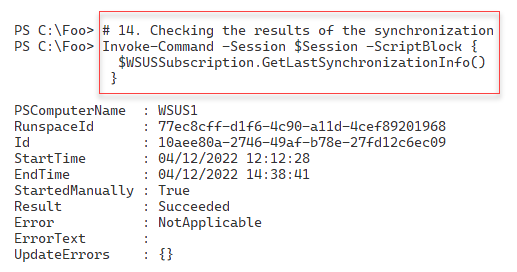 PS C:\Foo> # 14. Checking the results of the synchronization
PS C:\Foo> Invoke-Command -Session $Session -ScriptBlock {
$WSUSSubscription.GetLastSynchronizationInfo()
}
PSComputerName : WSUS1
RunspaceId : 77ec8cff-d1f6-4c90-a11d-4cef89201968
Id : 10aee80a-2746-49af-b78e-27fd12c6ec09
StartTime : 04/12/2022 12:12:28
EndTime : 04/12/2022 14:38:41
StartedManually : True
Result : Succeeded
Error : NotApplicable
ErrorText :
UpdateErrors : {}